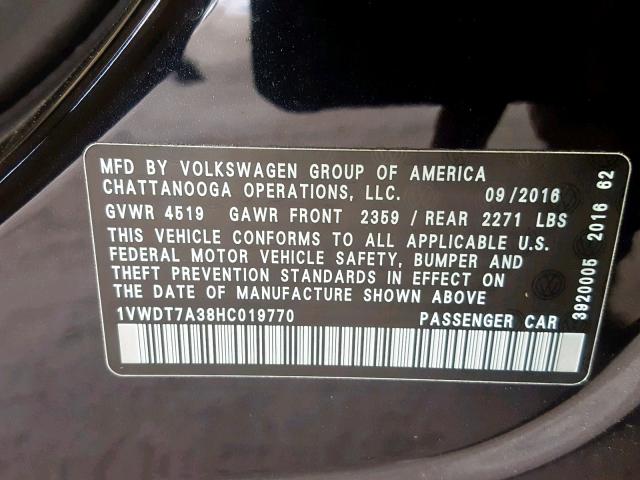 MFD BY VOLKSWAGEN GROUP OF AMERICA
CHATTANOOGA OPERATIONS, LLC. 09/2016
GVWR 4519 GAWR FRONT 2359 / REAR 2271 LBS
THIS VEHICLE CONFORMS TO ALL APPLICABLE U.S.
FEDERAL MOTOR VEHICLE SAFETY, BUMPER AND
THEFT PREVENTION STANDARDS IN EFFECT ON
THE DATE OF MANUFACTURE SHOWN ABOVE
1VWDT7A38HC019770 PASSENGER CAR
3920005 2016 62